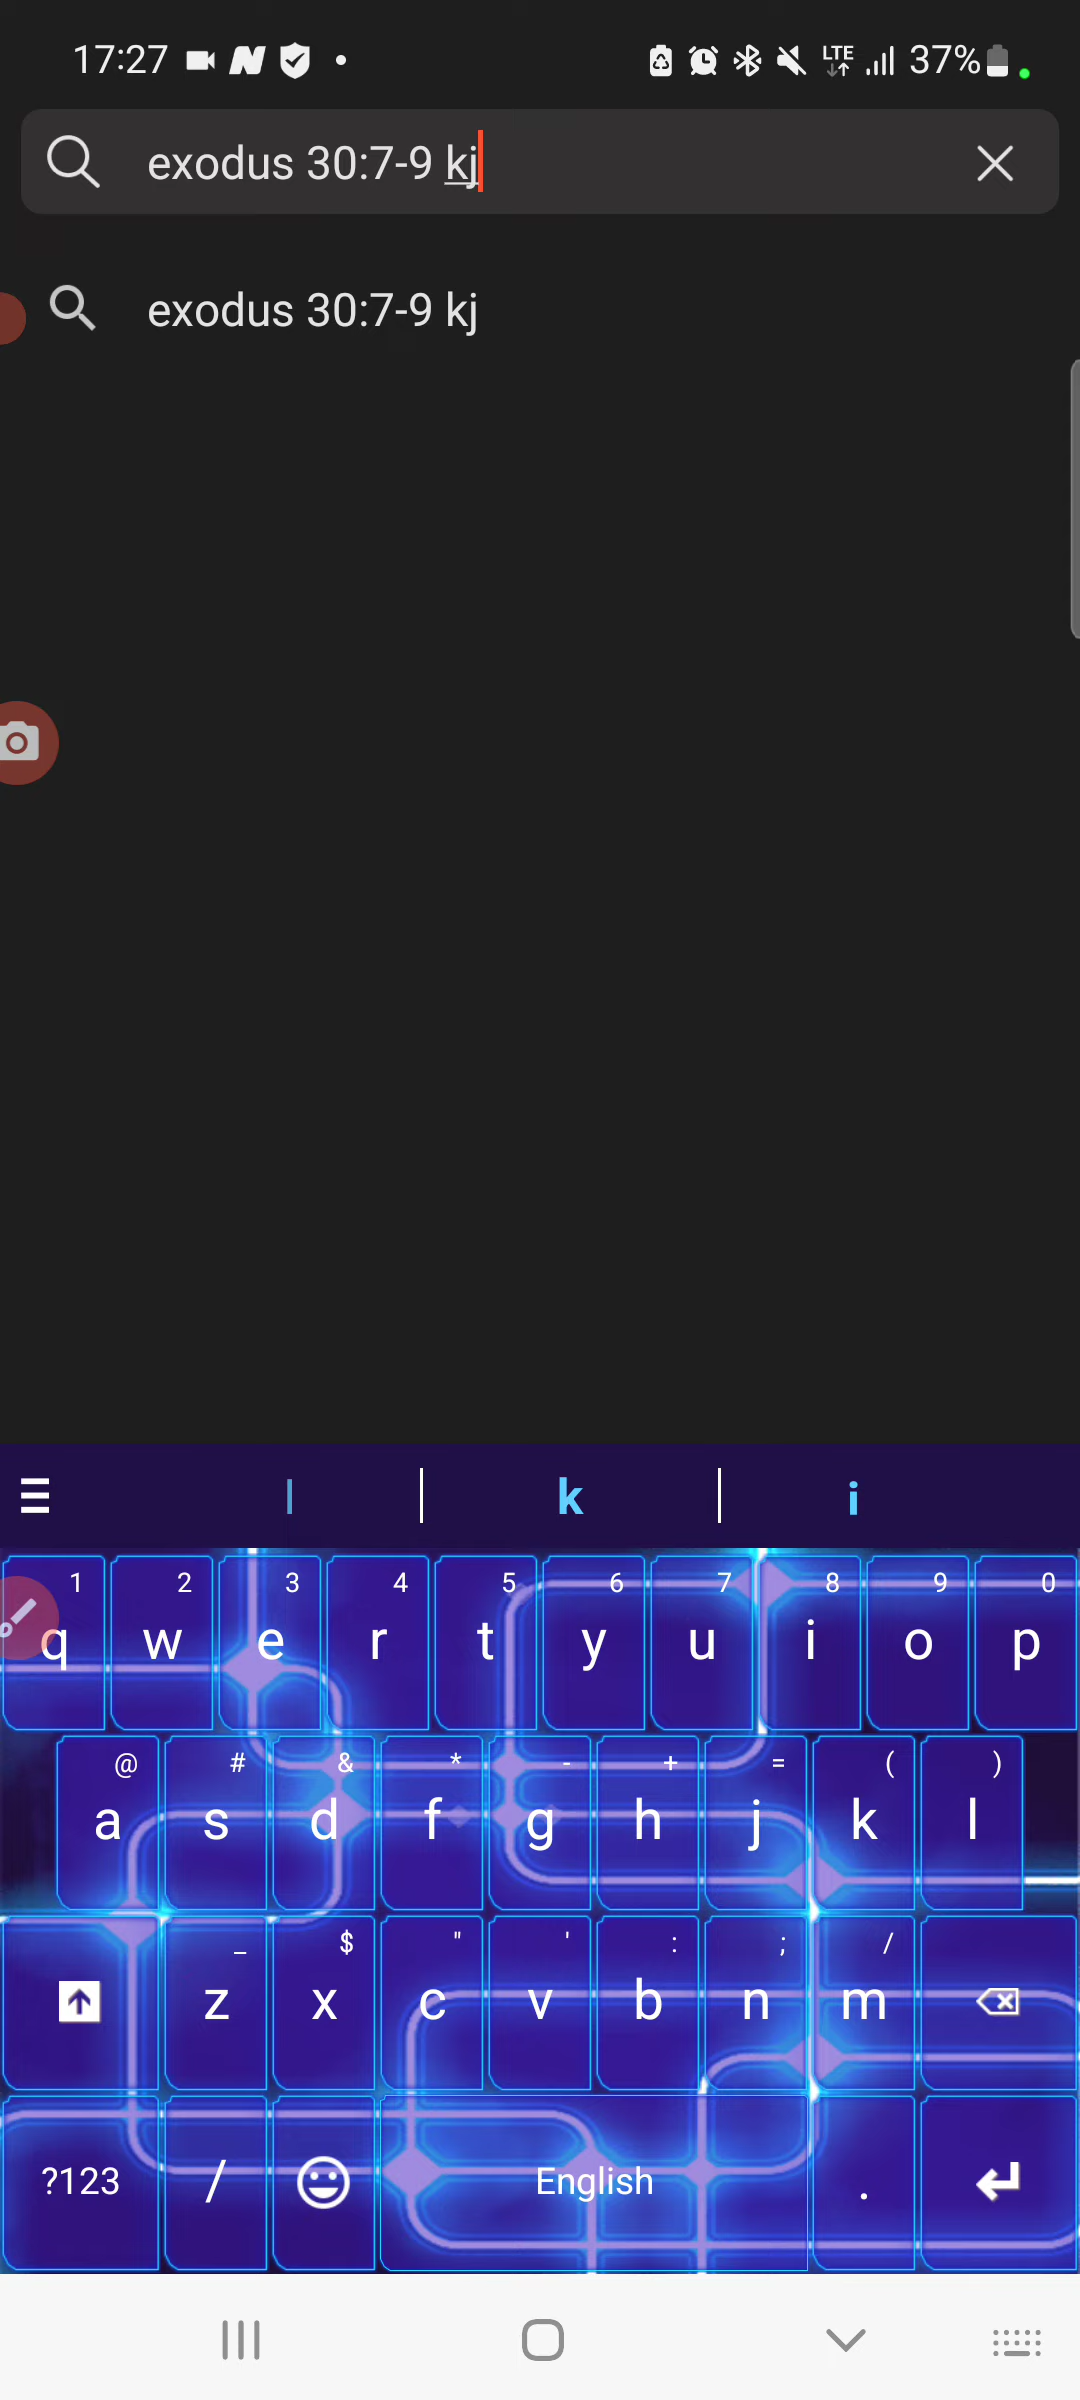 17:27 LTE 37%
exodus 30:7-9 kj
exodus 30:7-9 kj
l k i
1 2 3 4 5 6 7 8 9 0
q w e r t y u i o p
@ # & * - + = ( )
a s d f g h j k l
_ $ " ' : ; /
z x c v b n m
?123 / English .